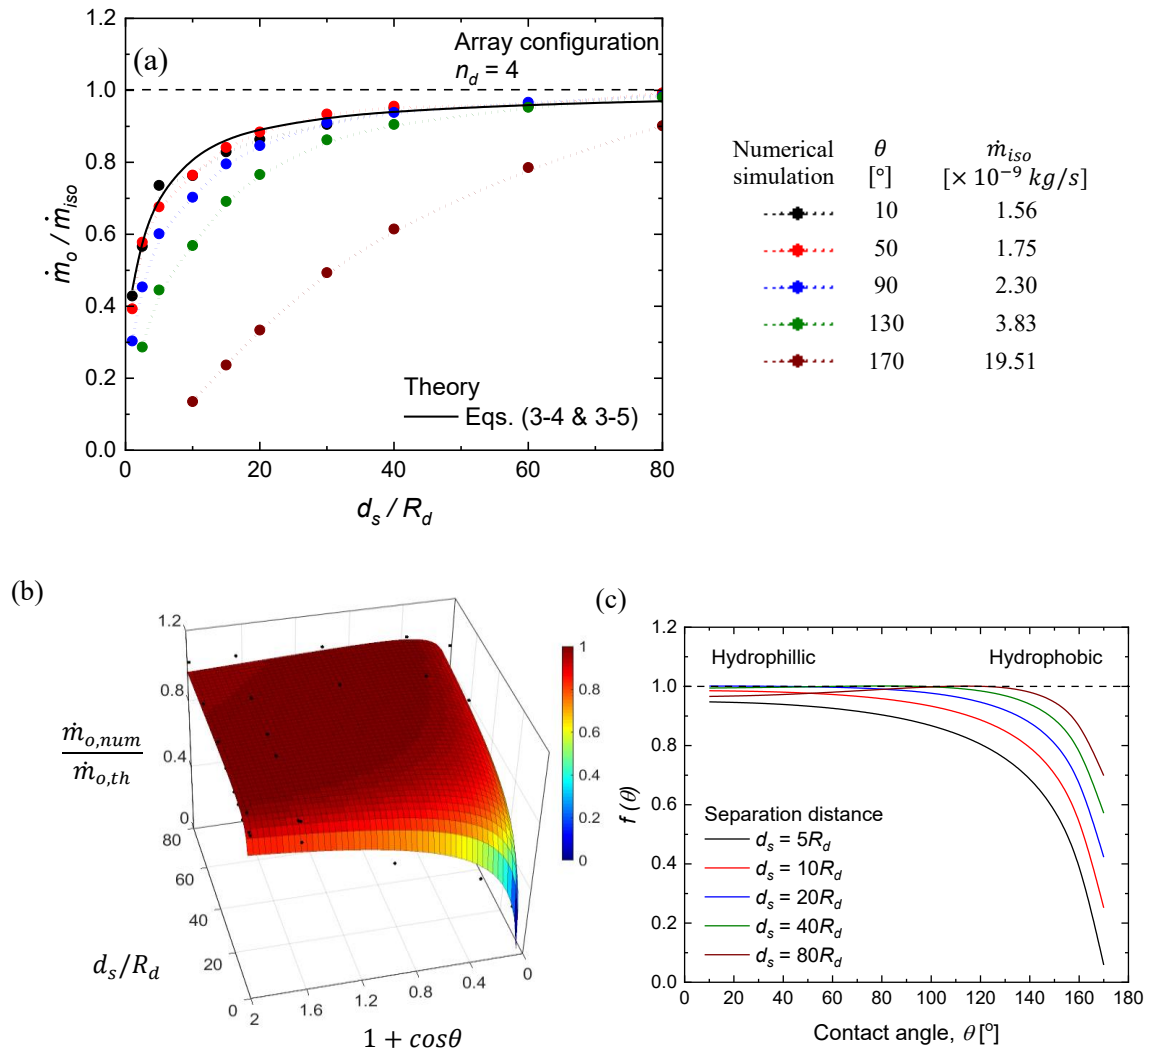 (a)
Array configuration
n_d = 4
1.2
1.0
0.8
0.6
0.4
0.2
0.0
ṁ_o / ṁ_iso
Theory
Eqs. (3-4 & 3-5)
0 20 40 60 80
d_s / R_d
Numerical simulation θ [°] ṁ_iso [× 10⁻⁹ kg/s]
10 1.56
50 1.75
90 2.30
130 3.83
170 19.51
(b)
1.2
0.8
0.4
0
ṁ_o,num
ṁ_o,th
80
60
40
20
0
d_s/R_d
2 1.6 1.2 0.8 0.4 0
1 + cosθ
1
0.8
0.6
0.4
0.2
0
(c)
1.2
1.0
0.8
0.6
0.4
0.2
0.0
f (θ)
Hydrophillic Hydrophobic
Separation distance
d_s = 5R_d
d_s = 10R_d
d_s = 20R_d
d_s = 40R_d
d_s = 80R_d
0 20 40 60 80 100 120 140 160 180
Contact angle, θ [°]